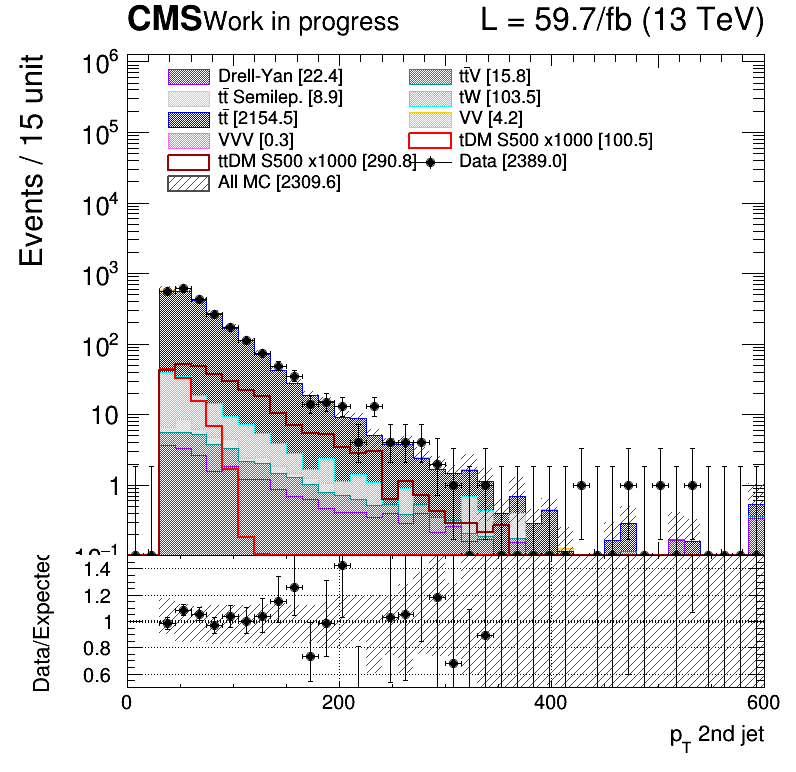 CMS Work in progress L = 59.7/fb (13 TeV)
Events / 15 unit
10⁶
10⁵
10⁴
10³
10²
10
1
10⁻¹
Drell-Yan [22.4]
tt̄V [15.8]
tt̄ Semilep. [8.9]
tW [103.5]
tt̄ [2154.5]
VV [4.2]
VVV [0.3]
tDM S500 x1000 [100.5]
ttDM S500 x1000 [290.8]
Data [2389.0]
All MC [2309.6]
Data/Expected
1.4
1.2
1
0.8
0.6
0 200 400 600
p_T 2nd jet